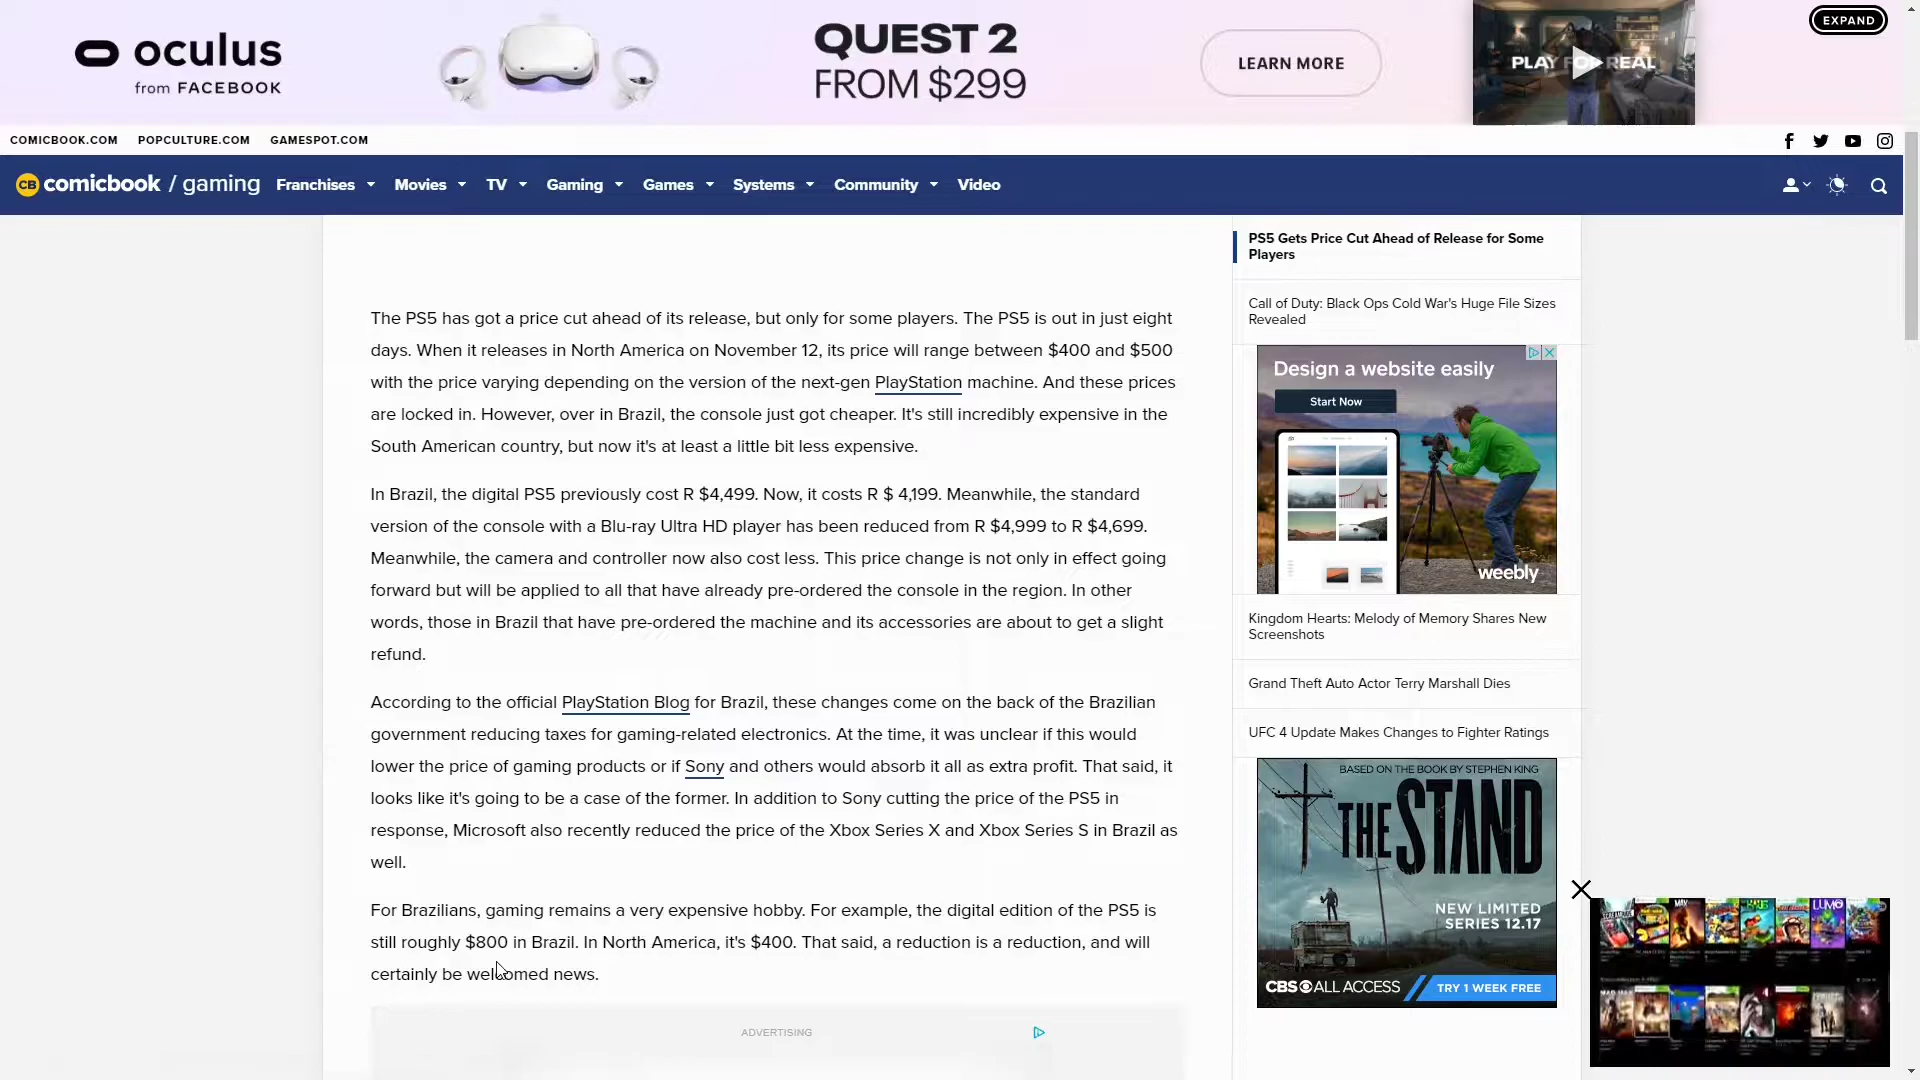 oculus
from FACEBOOK
QUEST 2
FROM $299
LEARN MORE
PLAY FOR REAL
EXPAND
COMICBOOK.COM POPCULTURE.COM GAMESPOT.COM
CB comicbook / gaming Franchises Movies TV Gaming Games Systems Community Video
The PS5 has got a price cut ahead of its release, but only for some players. The PS5 is out in just eight
days. When it releases in North America on November 12, its price will range between $400 and $500
with the price varying depending on the version of the next-gen PlayStation machine. And these prices
are locked in. However, over in Brazil, the console just got cheaper. It's still incredibly expensive in the
South American country, but now it's at least a little bit less expensive.
In Brazil, the digital PS5 previously cost R $4,499. Now, it costs R $ 4,199. Meanwhile, the standard
version of the console with a Blu-ray Ultra HD player has been reduced from R $4,999 to R $4,699.
Meanwhile, the camera and controller now also cost less. This price change is not only in effect going
forward but will be applied to all that have already pre-ordered the console in the region. In other
words, those in Brazil that have pre-ordered the machine and its accessories are about to get a slight
refund.
According to the official PlayStation Blog for Brazil, these changes come on the back of the Brazilian
government reducing taxes for gaming-related electronics. At the time, it was unclear if this would
lower the price of gaming products or if Sony and others would absorb it all as extra profit. That said, it
looks like it's going to be a case of the former. In addition to Sony cutting the price of the PS5 in
response, Microsoft also recently reduced the price of the Xbox Series X and Xbox Series S in Brazil as
well.
For Brazilians, gaming remains a very expensive hobby. For example, the digital edition of the PS5 is
still roughly $800 in Brazil. In North America, it's $400. That said, a reduction is a reduction, and will
certainly be welcomed news.
ADVERTISING
PS5 Gets Price Cut Ahead of Release for Some
Players
Call of Duty: Black Ops Cold War's Huge File Sizes
Revealed
Design a website easily
Start Now
weebly
Kingdom Hearts: Melody of Memory Shares New
Screenshots
Grand Theft Auto Actor Terry Marshall Dies
UFC 4 Update Makes Changes to Fighter Ratings
BASED ON THE BOOK BY STEPHEN KING
THE STAND
NEW LIMITED
SERIES 12.17
CBS ALL ACCESS
TRY 1 WEEK FREE
LUMO